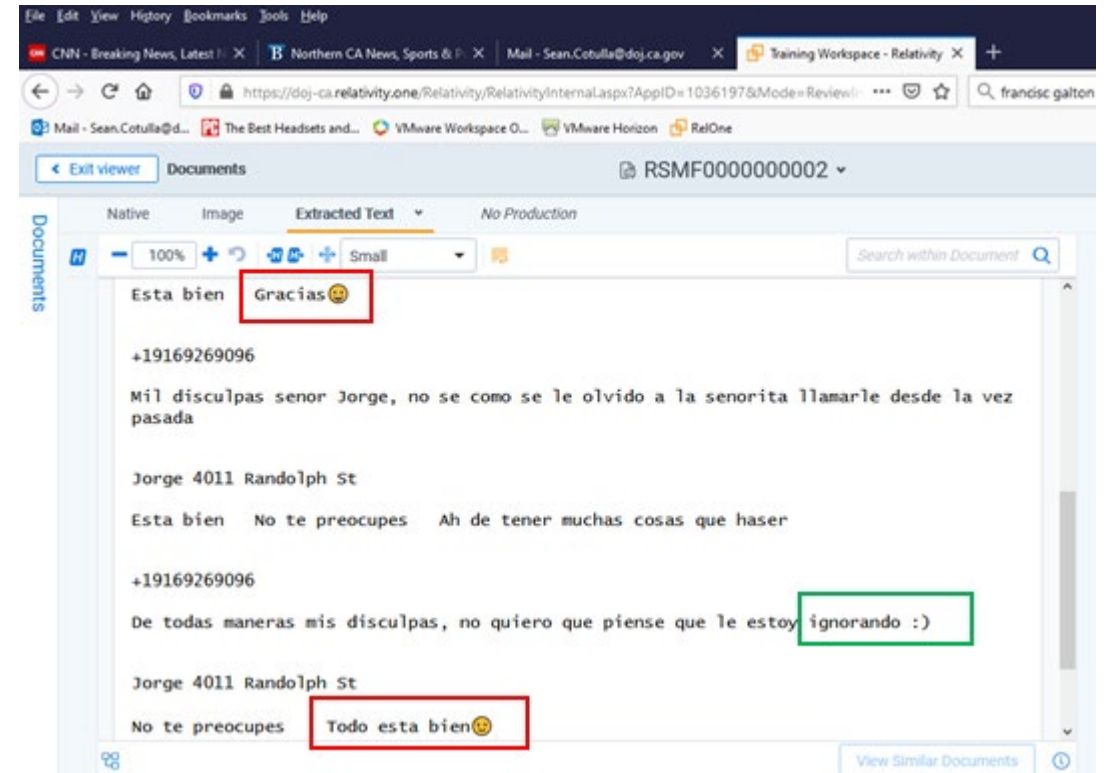 File Edit View History Bookmarks Tools Help
CNN - Breaking News, Latest N
Northern CA News, Sports & P
Mail - Sean.Cotulla@doj.ca.gov
Training Workspace - Relativity
https://doj-ca.relativity.one/Relativity/RelativityInternal.aspx?AppID=1036197&Mode=Review
francisc galton
Mail - Sean.Cotulla@d... The Best Headsets and... VMware Workspace O... VMware Horizon RelOne
Exit viewer Documents RSMF0000000002
Documents
Native Image Extracted Text No Production
100% Small Search within Document
Esta bien Gracias😀
+19169269096
Mil disculpas senor Jorge, no se como se le olvido a la senorita llamarle desde la vez
pasada
Jorge 4011 Randolph St
Esta bien No te preocupes Ah de tener muchas cosas que haser
+19169269096
De todas maneras mis disculpas, no quiero que piense que le estoy ignorando :)
Jorge 4011 Randolph St
No te preocupes Todo esta bien😉
View Similar Documents